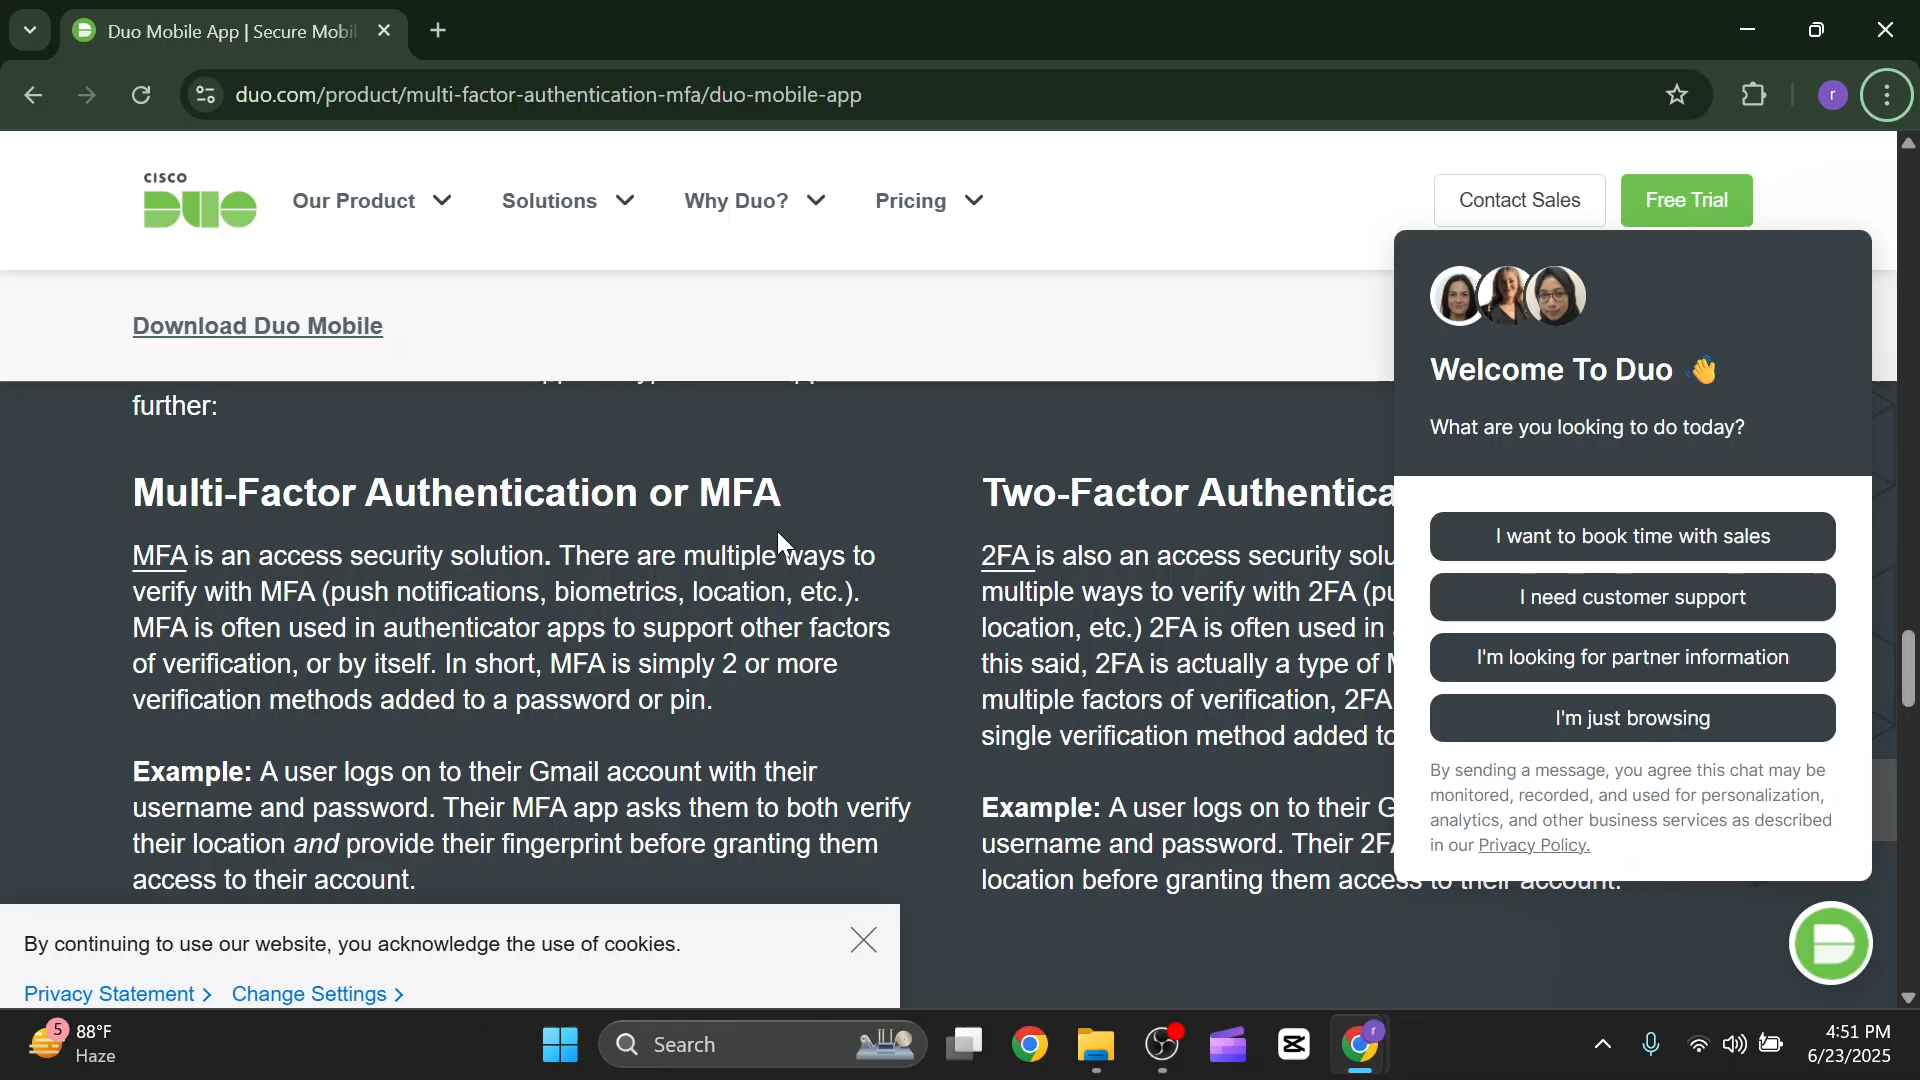 Duo Mobile App | Secure Mobil
duo.com/product/multi-factor-authentication-mfa/duo-mobile-app
r
CISCO
DUO
Our Product
Solutions
Why Duo?
Pricing
Contact Sales
Free Trial
Download Duo Mobile
further:
Multi-Factor Authentication or MFA
MFA is an access security solution. There are multiple ways to
verify with MFA (push notifications, biometrics, location, etc.).
MFA is often used in authenticator apps to support other factors
of verification, or by itself. In short, MFA is simply 2 or more
verification methods added to a password or pin.
Example: A user logs on to their Gmail account with their
username and password. Their MFA app asks them to both verify
their location and provide their fingerprint before granting them
access to their account.
Two-Factor Authentica
2FA is also an access security solu
multiple ways to verify with 2FA (pu
location, etc.) 2FA is often used in
this said, 2FA is actually a type of
multiple factors of verification, 2FA
single verification method added to
Example: A user logs on to their G
username and password. Their 2FA
location before granting them access to their account.
Welcome To Duo 👋
What are you looking to do today?
I want to book time with sales
I need customer support
I'm looking for partner information
I'm just browsing
By sending a message, you agree this chat may be
monitored, recorded, and used for personalization,
analytics, and other business services as described
in our Privacy Policy.
By continuing to use our website, you acknowledge the use of cookies.
Privacy Statement >
Change Settings >
5
88°F
Haze
Search
r
4:51 PM
6/23/2025